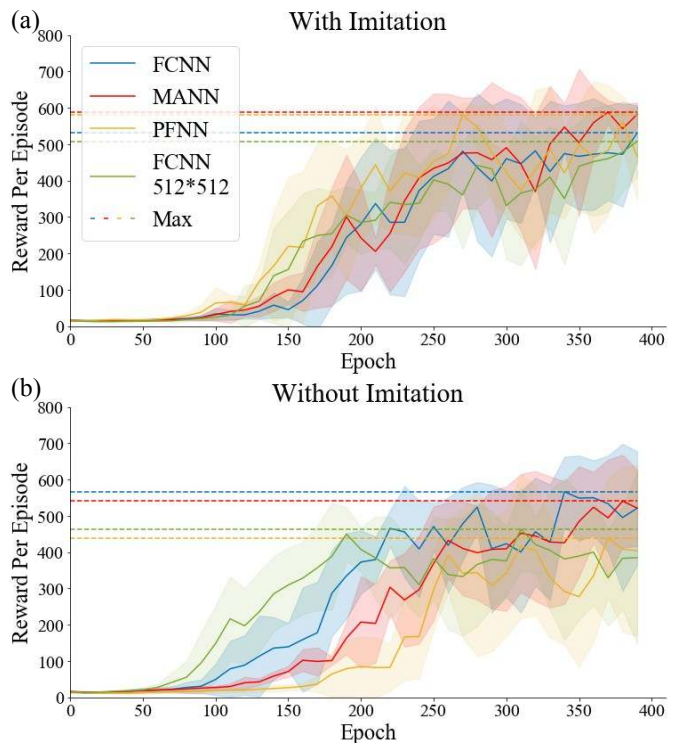 (a)
With Imitation
800
700
600
500
400
300
200
100
0
Reward Per Episode
FCNN
MANN
PFNN
FCNN
512*512
Max
0 50 100 150 200 250 300 350 400
Epoch
(b)
Without Imitation
800
700
600
500
400
300
200
100
0
Reward Per Episode
0 50 100 150 200 250 300 350 400
Epoch